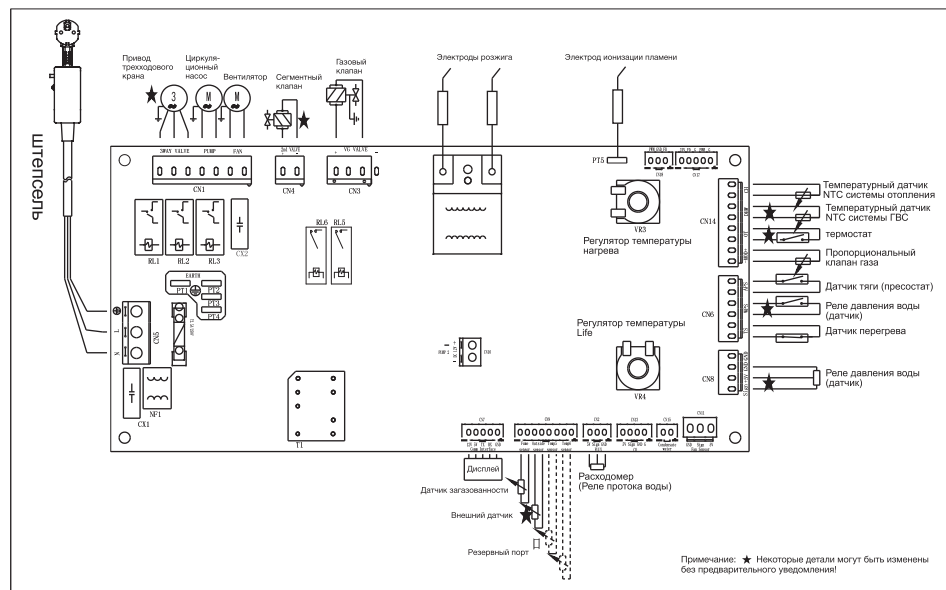 Привод
трехходового
крана
Циркуля-
ционный
насос
Вентилятор
Сегментный
клапан
Газовый
клапан
Электроды розжига
Электрод ионизации пламени
штепсель
3
M
M
3WAY VALVE
PUMP
FAN
CN1
CN4
VG VALVE
CN3
PT5
CN14
VR3
Регулятор температуры
нагрева
RL1
RL2
RL3
CX2
RL6
RL5
EARTH
PT1
PT2
PT3
PT4
L
N
CN5
CX1
NF1
T1
Регулятор температуры
Life
VR4
CN6
CN8
Температурный датчик
NTC системы отопления
Температурный датчик
NTC системы ГВС
термостат
Пропорциональный
клапан газа
Датчик тяги (пресостат)
Реле давления воды
(датчик)
Датчик перегрева
Реле давления воды
(датчик)
Дисплей
Датчик загазованности
Внешний датчик
Резервный порт
Расходомер
(Реле протока воды)
Примечание: ★ Некоторые детали могут быть изменены
без предварительного уведомления!